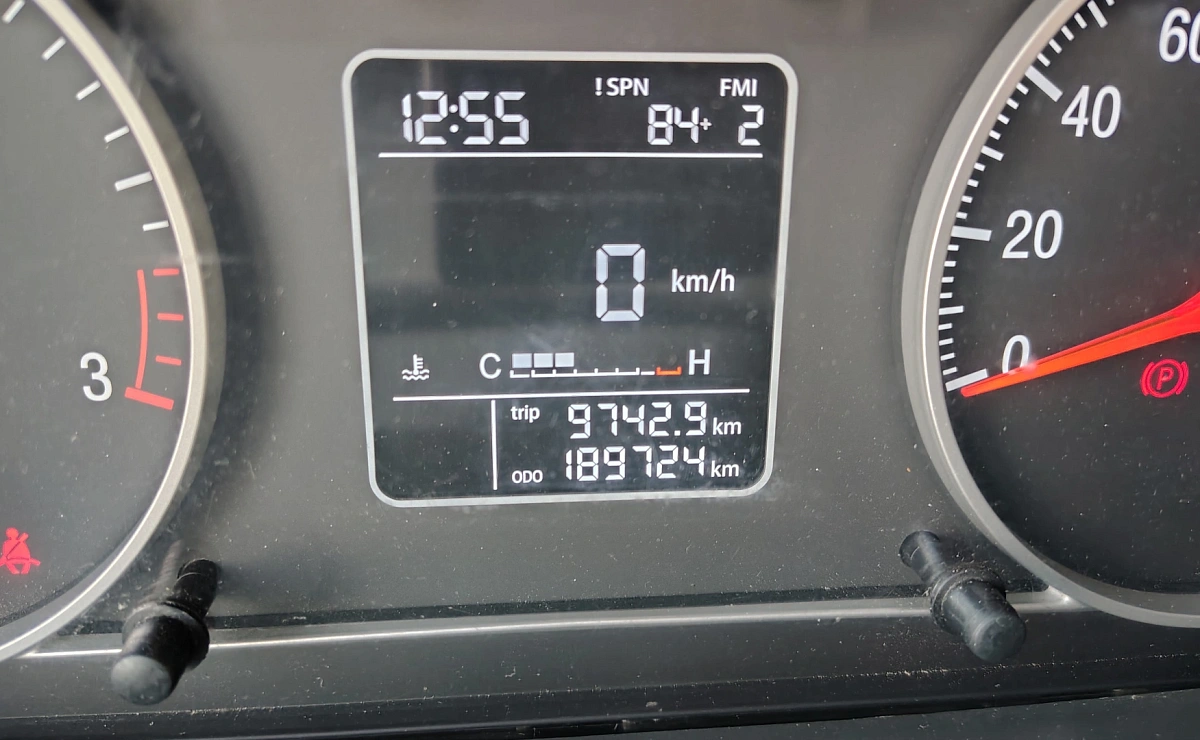 !SPN FMI
12:55 84+ 2
0 km/h
C H
trip 9742.9 km
ODO 189724 km
3
60
40
20
0
P